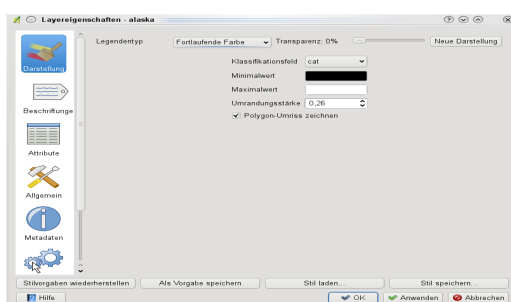 Layereigenschaften - alaska
Darstellung
Beschriftunge
Attribute
Allgemein
Metadaten
Legendentyp
Fortlaufende Farbe
Transparenz: 0%
Neue Darstellung
Klassifikationsfeld cat
Minimalwert
Maximalwert
Umrandungsstärke 0,26
Polygon-Umriss zeichnen
Stilvorgaben wiederherstellen
Als Vorgabe speichern
Stil laden...
Stil speichern...
Hilfe
OK
Anwenden
Abbrechen